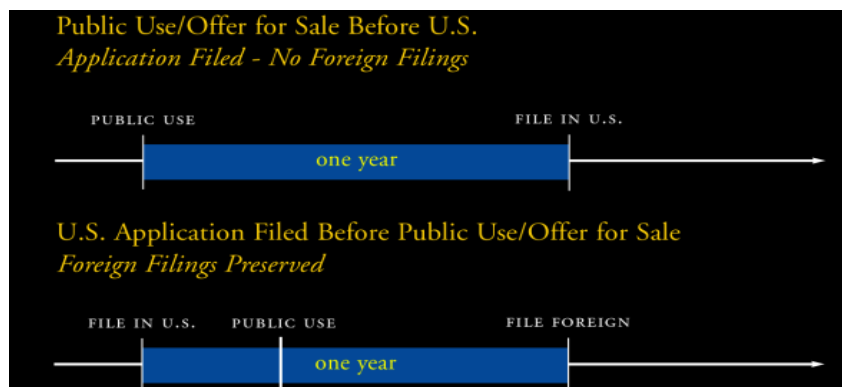 Public Use/Offer for Sale Before U.S.
Application Filed - No Foreign Filings
PUBLIC USE FILE IN U.S.
one year
U.S. Application Filed Before Public Use/Offer for Sale
Foreign Filings Preserved
FILE IN U.S. PUBLIC USE FILE FOREIGN
one year